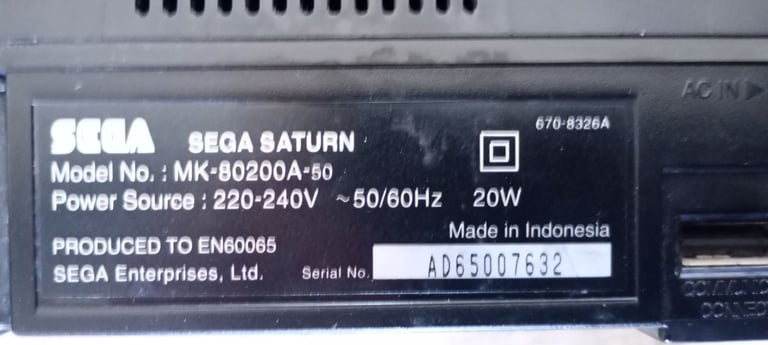 AC IN
SEGA SEGA SATURN 670-8326A
Model No. : MK-80200A-50
Power Source : 220-240V ~50/60Hz 20W
Made in Indonesia
PRODUCED TO EN60065
SEGA Enterprises, Ltd. Serial No. AD65007632